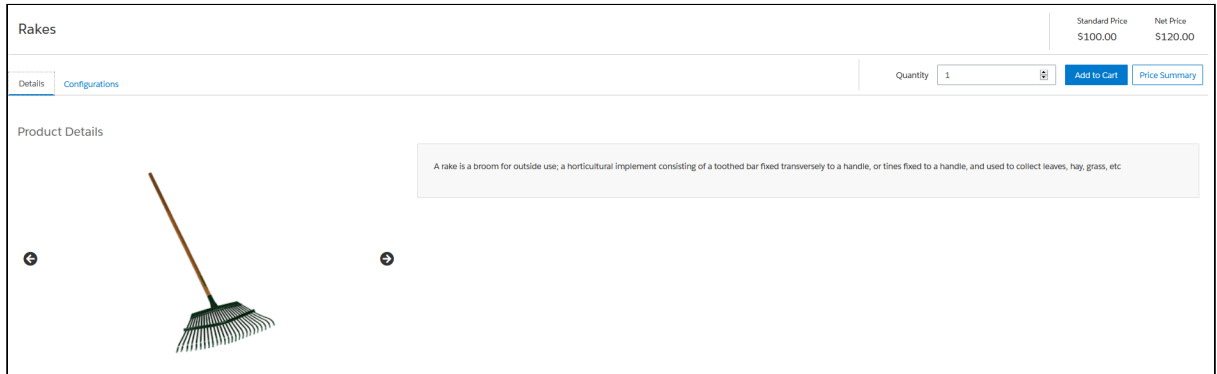 Rakes
Standard Price
Net Price
$100.00
$120.00
Details
Configurations
Quantity
1
Add to Cart
Price Summary
Product Details
A rake is a broom for outside use; a horticultural implement consisting of a toothed bar fixed transversely to a handle, or tines fixed to a handle, and used to collect leaves, hay, grass, etc